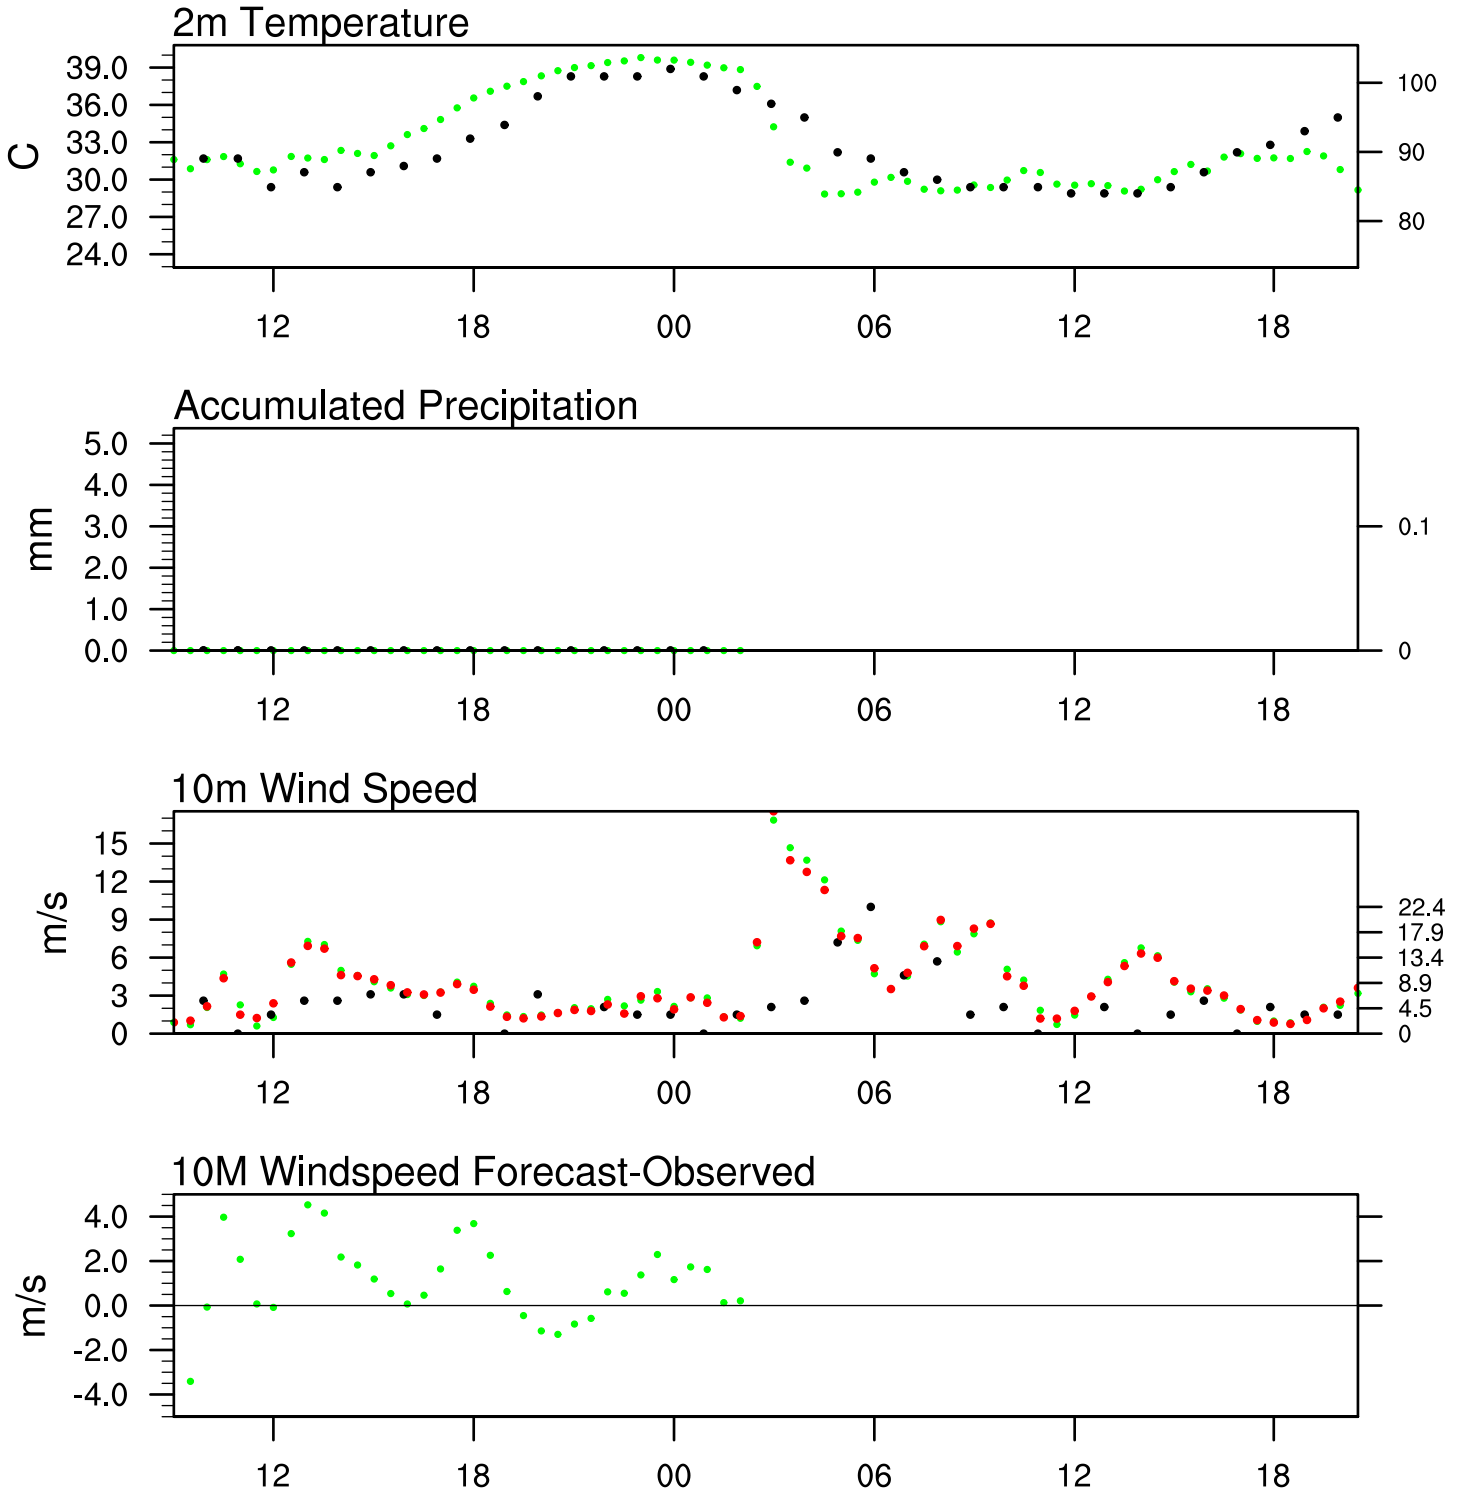 2m Temperature
39.0
36.0
33.0
30.0
27.0
24.0
C
100
90
80
12 18 00 06 12 18
Accumulated Precipitation
5.0
4.0
3.0
2.0
1.0
0.0
mm
0.1
0
12 18 00 06 12 18
10m Wind Speed
15
12
9
6
3
0
m/s
22.4
17.9
13.4
8.9
4.5
0
12 18 00 06 12 18
10M Windspeed Forecast-Observed
4.0
2.0
0.0
-2.0
-4.0
m/s
12 18 00 06 12 18